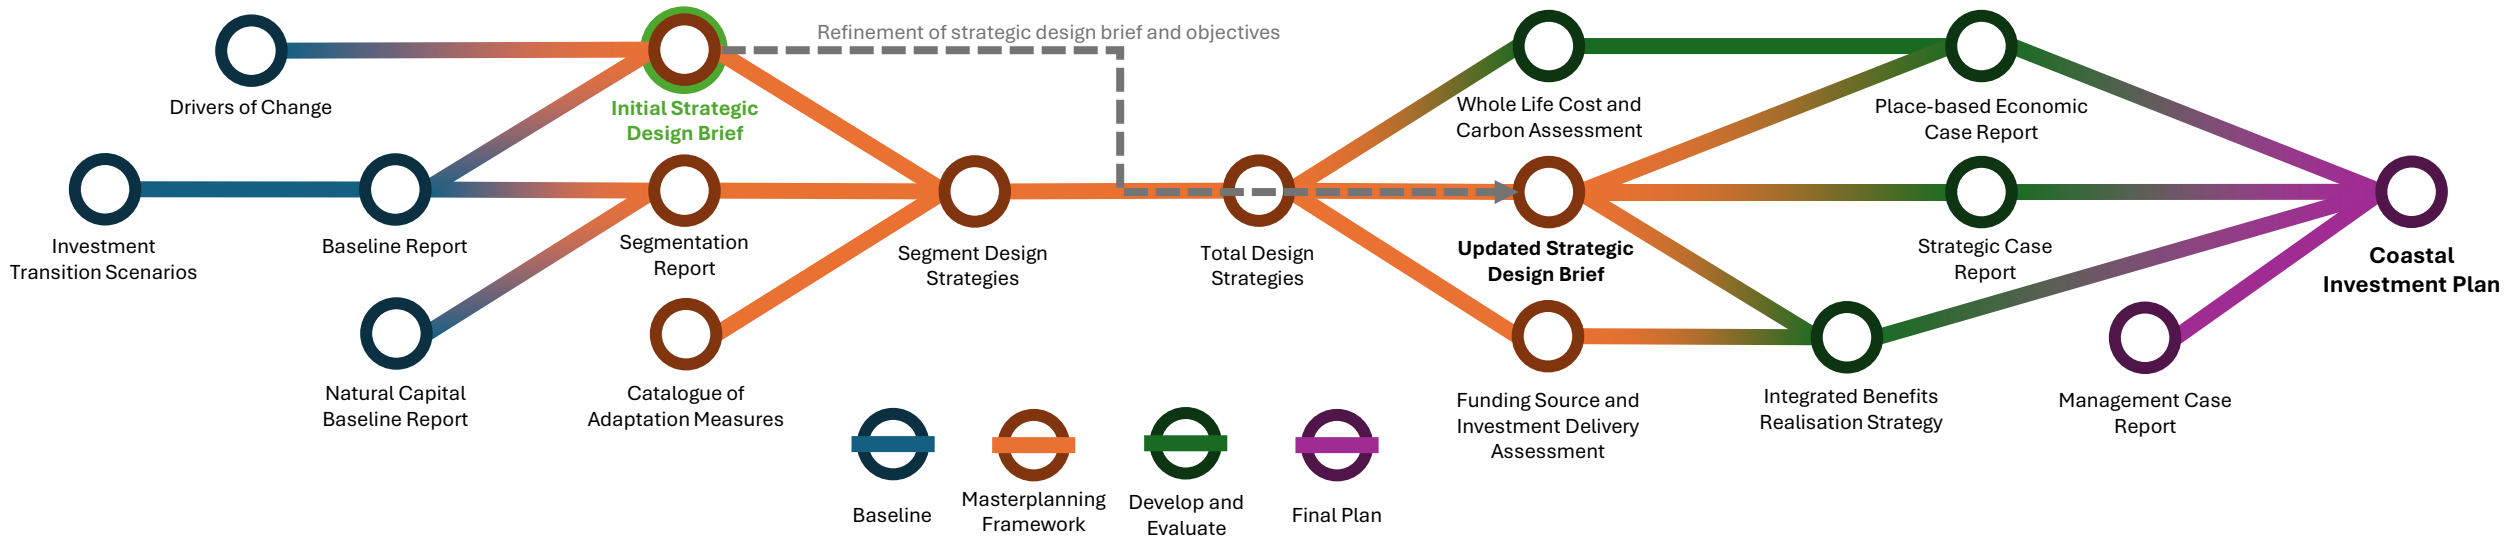 Refinement of strategic design brief and objectives
Drivers of Change
Initial Strategic
Design Brief
Whole Life Cost and
Carbon Assessment
Place-based Economic
Case Report
Investment
Transition Scenarios
Baseline Report
Segmentation
Report
Segment Design
Strategies
Total Design
Strategies
Updated Strategic
Design Brief
Strategic Case
Report
Coastal
Investment Plan
Natural Capital
Baseline Report
Catalogue of
Adaptation Measures
Funding Source and
Investment Delivery
Assessment
Integrated Benefits
Realisation Strategy
Management Case
Report
Baseline
Masterplanning
Framework
Develop and
Evaluate
Final Plan